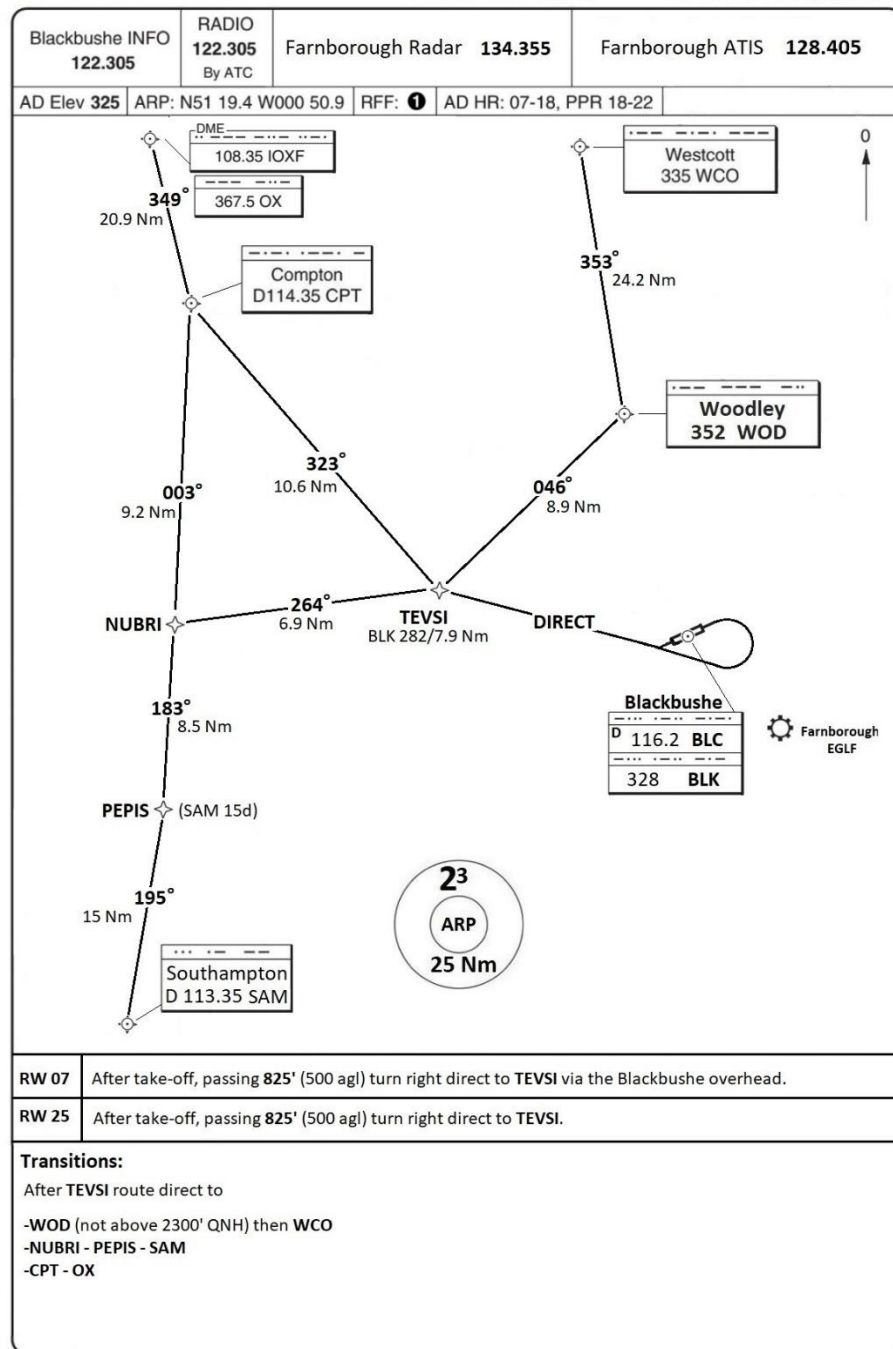 Blackbushe INFO
122.305
RADIO
122.305
By ATC
Farnborough Radar 134.355
Farnborough ATIS 128.405
AD Elev 325
ARP: N51 19.4 W000 50.9
RFF: ❶
AD HR: 07-18, PPR 18-22
DME
108.35 IOXF
367.5 OX
Westcott
335 WCO
0
349°
20.9 Nm
Compton
D114.35 CPT
353°
24.2 Nm
Woodley
352 WOD
323°
10.6 Nm
003°
9.2 Nm
046°
8.9 Nm
264°
6.9 Nm
NUBRI
TEVSI
BLK 282/7.9 Nm
DIRECT
183°
8.5 Nm
Blackbushe
D 116.2 BLC
328 BLK
Farnborough
EGLF
PEPIS
(SAM 15d)
195°
15 Nm
2³
ARP
25 Nm
Southampton
D 113.35 SAM
RW 07 After take-off, passing 825' (500 agl) turn right direct to TEVSI via the Blackbushe overhead.
RW 25 After take-off, passing 825' (500 agl) turn right direct to TEVSI.
Transitions:
After TEVSI route direct to
-WOD (not above 2300' QNH) then WCO
-NUBRI - PEPIS - SAM
-CPT - OX